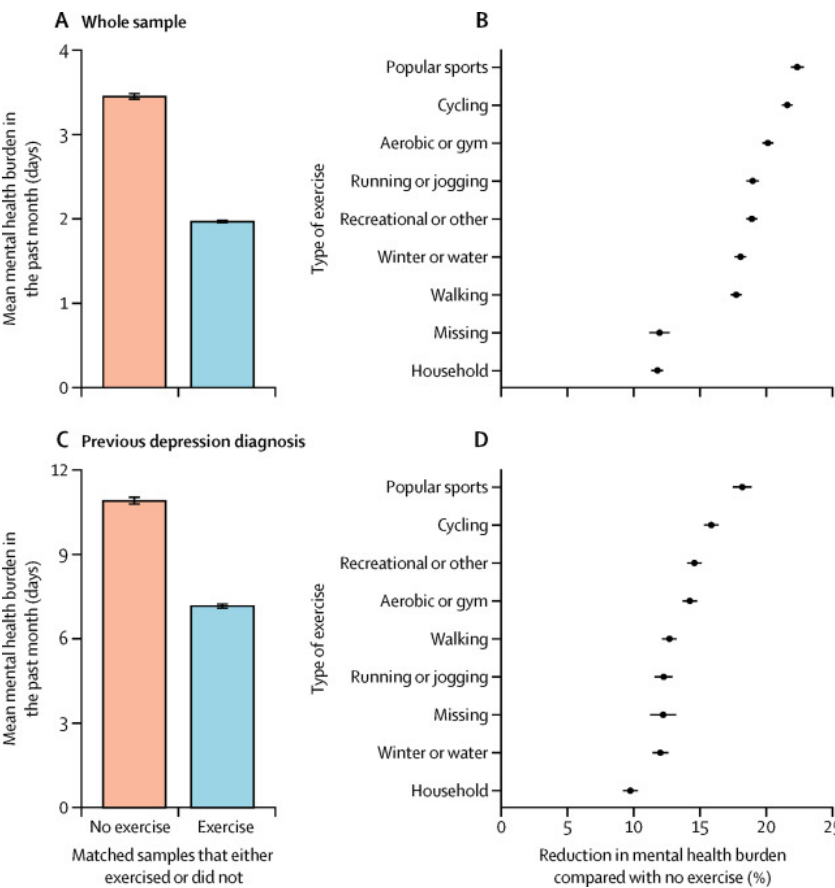 A Whole sample
Mean mental health burden in
the past month (days)
4
3
2
1
0
B
Type of exercise
Popular sports
Cycling
Aerobic or gym
Running or jogging
Recreational or other
Winter or water
Walking
Missing
Household
C Previous depression diagnosis
Mean mental health burden in
the past month (days)
12
9
6
3
0
No exercise Exercise
Matched samples that either
exercised or did not
D
Type of exercise
Popular sports
Cycling
Recreational or other
Aerobic or gym
Walking
Running or jogging
Missing
Winter or water
Household
0 5 10 15 20
Reduction in mental health burden
compared with no exercise (%)